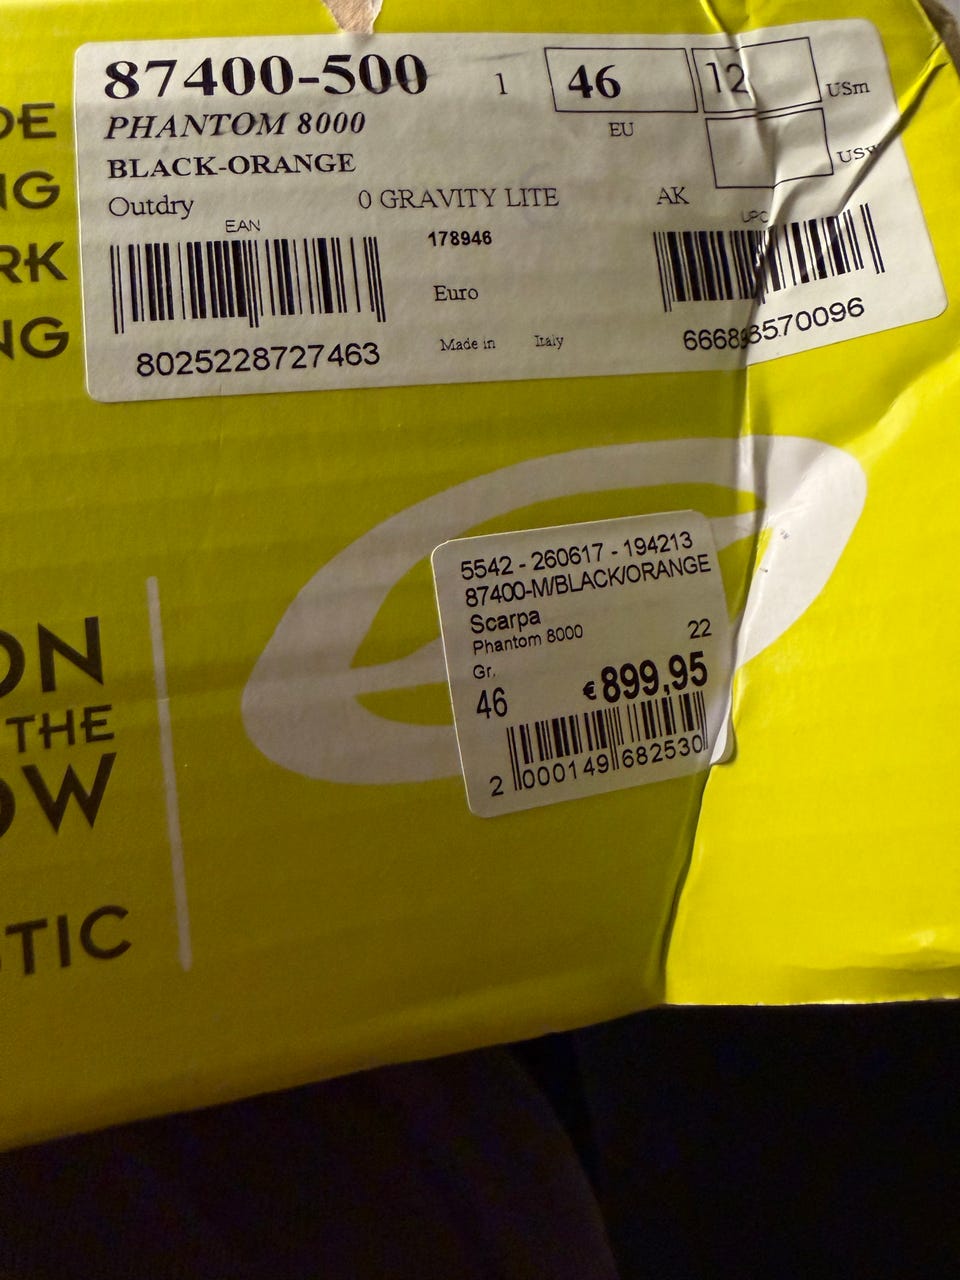 87400-500 1 46 12 USm
PHANTOM 8000 EU
BLACK-ORANGE USw
Outdry 0 GRAVITY LITE AK
EAN 178946 UPC
Euro
Made in Italy
8025228727463 666835570096
DE
NG
RK
NG
5542 - 260617 - 194213
87400-M/BLACK/ORANGE
Scarpa
Phantom 8000 22
Gr.
46 € 899,95
2 000149 682530
ON
THE
OW
STIC